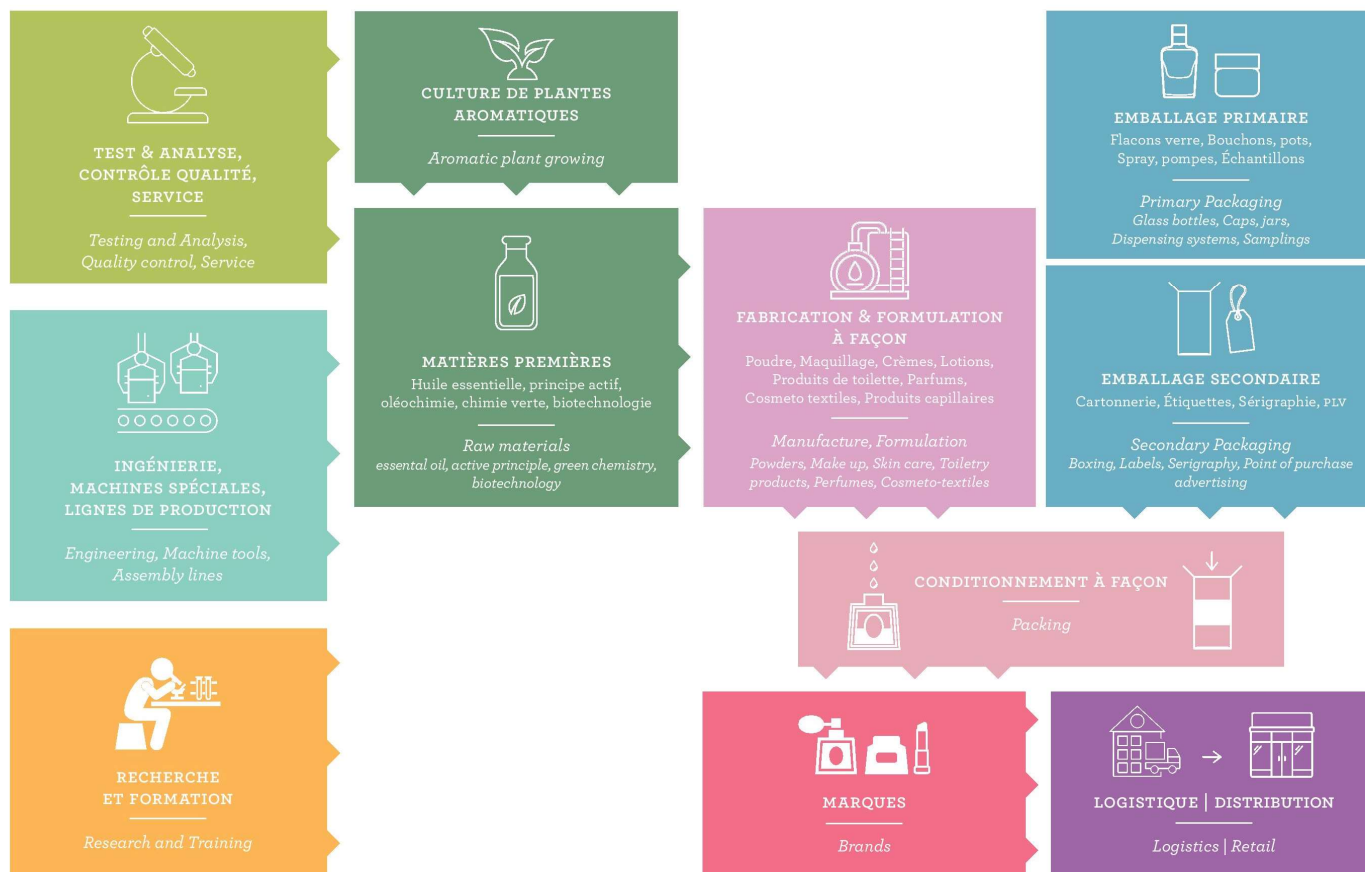 TEST & ANALYSE,
CONTRÔLE QUALITÉ,
SERVICE
Testing and Analysis,
Quality control, Service
INGÉNIERIE,
MACHINES SPÉCIALES,
LIGNES DE PRODUCTION
Engineering, Machine tools,
Assembly lines
RECHERCHE
ET FORMATION
Research and Training
CULTURE DE PLANTES
AROMATIQUES
Aromatic plant growing
MATIÈRES PREMIÈRES
Huile essentielle, principe actif,
oléochimie, chimie verte, biotechnologie
Raw materials
essental oil, active principle, green chemistry,
biotechnology
FABRICATION & FORMULATION
À FAÇON
Poudre, Maquillage, Crèmes, Lotions,
Produits de toilette, Parfums,
Cosmeto textiles, Produits capillaires
Manufacture, Formulation
Powders, Make up, Skin care, Toiletry
products, Perfumes, Cosmeto-textiles
EMBALLAGE PRIMAIRE
Flacons verre, Bouchons, pots,
Spray, pompes, Échantillons
Primary Packaging
Glass bottles, Caps, jars,
Dispensing systems, Samplings
EMBALLAGE SECONDAIRE
Cartonnerie, Étiquettes, Sérigraphie, PLV
Secondary Packaging
Boxing, Labels, Serigraphy, Point of purchase
advertising
CONDITIONNEMENT À FAÇON
Packing
MARQUES
Brands
LOGISTIQUE | DISTRIBUTION
Logistics | Retail